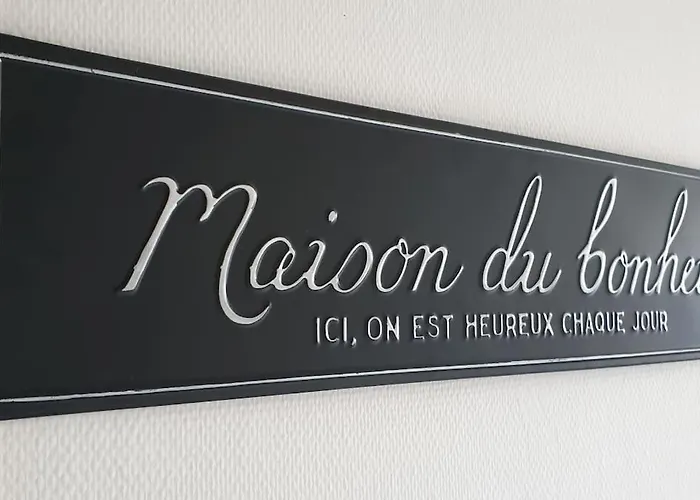 Maison du bonhe
ICI, ON EST HEUREUX CHAQUE JOUR